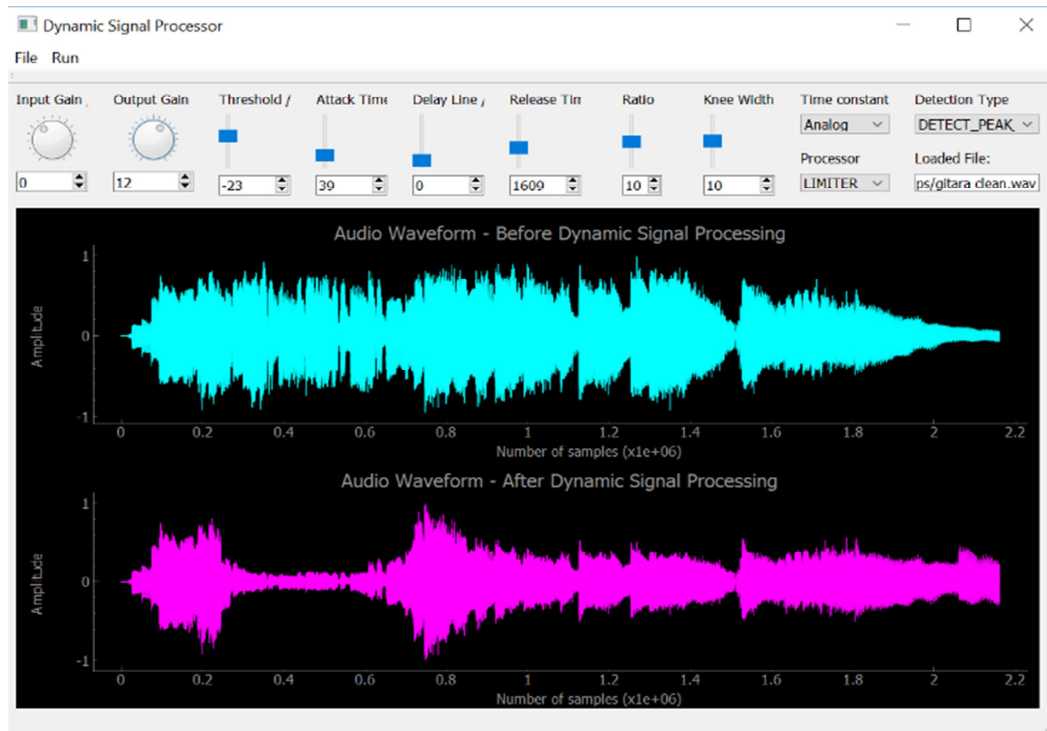 Dynamic Signal Processor
File Run
Input Gain Output Gain Threshold / Attack Time Delay Line / Release Tim Ratio Knee Width Time constant Detection Type
Analog DETECT_PEAK_
Processor Loaded File:
0 12 -23 39 0 1609 10 10 LIMITER ps/gitara clean.wav
Audio Waveform - Before Dynamic Signal Processing
1
0
-1
Amplitude
0 0.2 0.4 0.6 0.8 1 1.2 1.4 1.6 1.8 2 2.2
Number of samples (x1e+06)
Audio Waveform - After Dynamic Signal Processing
1
0
-1
Amplitude
0 0.2 0.4 0.6 0.8 1 1.2 1.4 1.6 1.8 2 2.2
Number of samples (x1e+06)